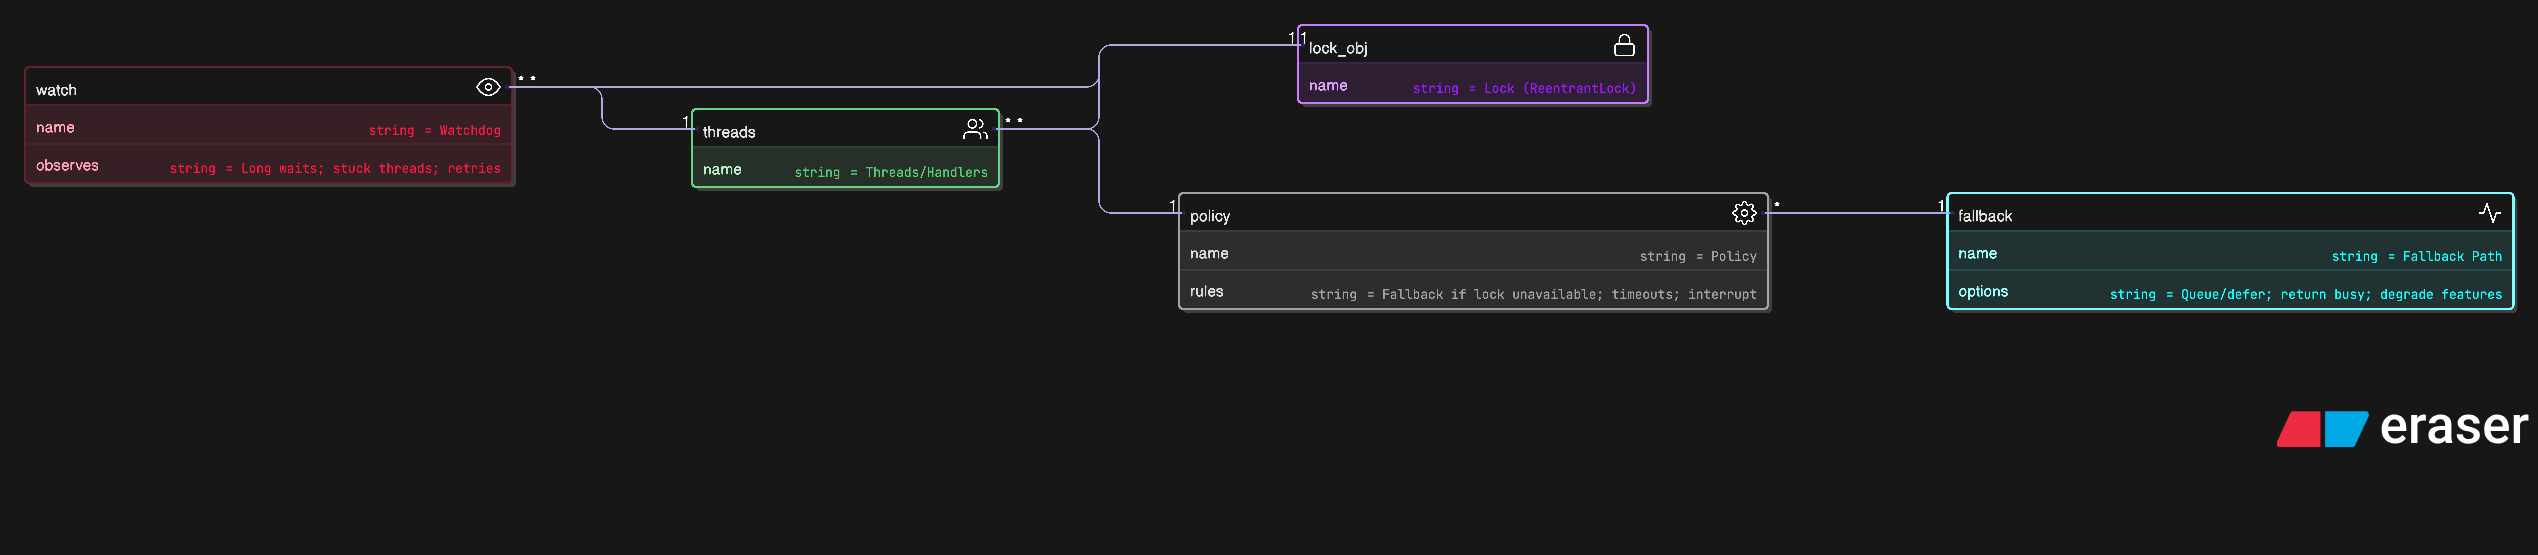 watch
* *
name string = Watchdog
observes string = Long waits; stuck threads; retries
1
threads
* *
name string = Threads/Handlers
1 1
lock_obj
name string = Lock (ReentrantLock)
1
policy
*
name string = Policy
rules string = Fallback if lock unavailable; timeouts; interrupt
1
fallback
name string = Fallback Path
options string = Queue/defer; return busy; degrade features
eraser